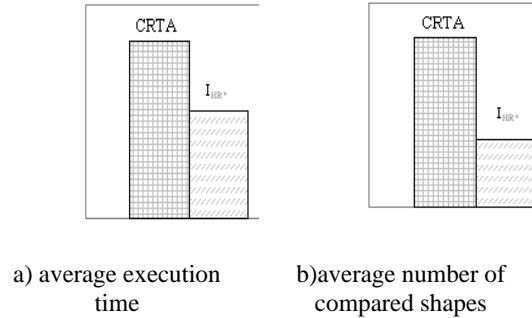 CRTA
I_HR*
CRTA
I_HR*
a) average execution
time
b)average number of
compared shapes